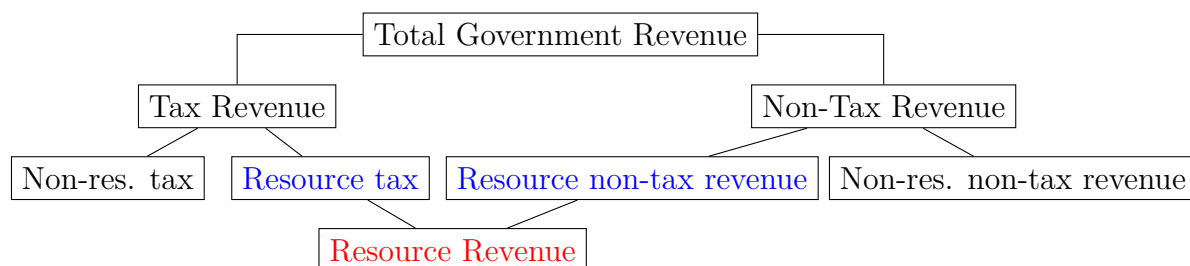 Total Government Revenue
Tax Revenue
Non-Tax Revenue
Non-res. tax
Resource tax
Resource non-tax revenue
Non-res. non-tax revenue
Resource Revenue